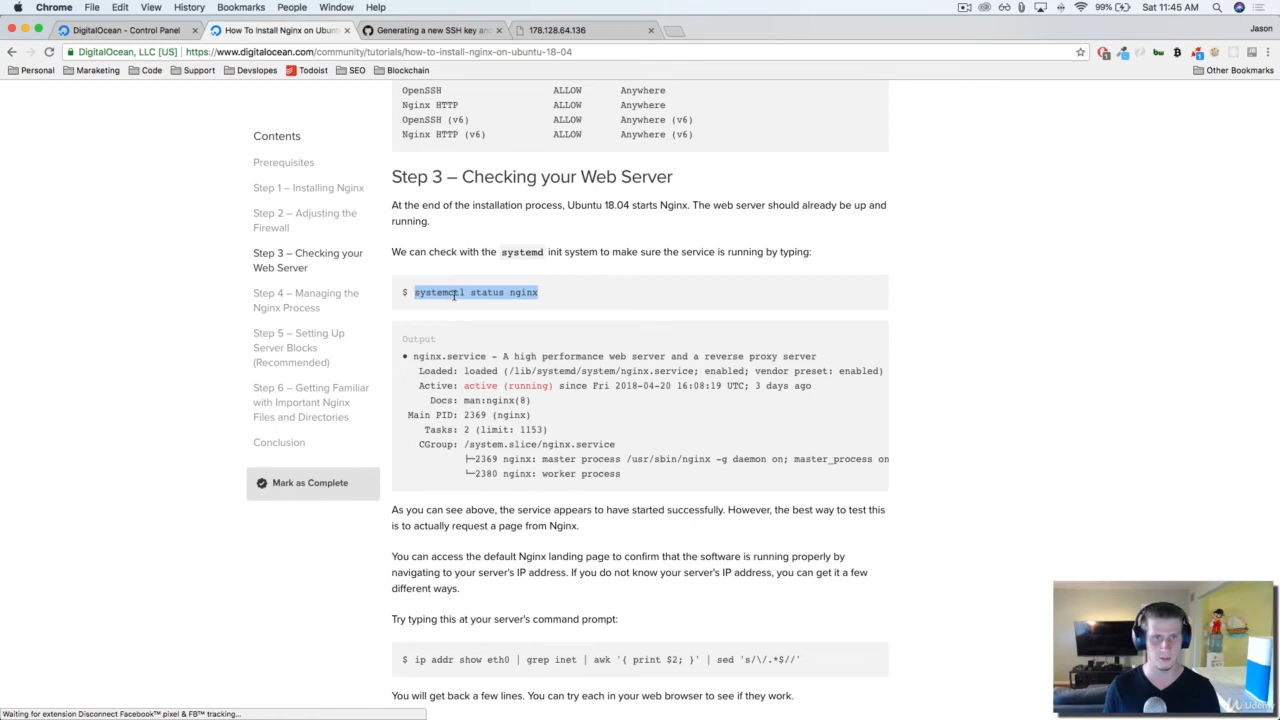 Chrome File Edit View History Bookmarks People Window Help 99% Sat 11:45 AM
DigitalOcean - Control Panel How To Install Nginx on Ubun Generating a new SSH key and 178.128.64.136 Jason
DigitalOcean, LLC [US] https://www.digitalocean.com/community/tutorials/how-to-install-nginx-on-ubuntu-18-04
Personal Maraketing Code Support Devslopes Todoist SEO Blockchain Other Bookmarks
OpenSSH ALLOW Anywhere
Nginx HTTP ALLOW Anywhere
OpenSSH (v6) ALLOW Anywhere (v6)
Nginx HTTP (v6) ALLOW Anywhere (v6)
Contents
Prerequisites
Step 1 – Installing Nginx
Step 2 – Adjusting the
Firewall
Step 3 – Checking your
Web Server
Step 4 – Managing the
Nginx Process
Step 5 – Setting Up
Server Blocks
(Recommended)
Step 6 – Getting Familiar
with Important Nginx
Files and Directories
Conclusion
Mark as Complete
Step 3 – Checking your Web Server
At the end of the installation process, Ubuntu 18.04 starts Nginx. The web server should already be up and
running.
We can check with the systemd init system to make sure the service is running by typing:
$ systemctl status nginx
Output
● nginx.service - A high performance web server and a reverse proxy server
Loaded: loaded (/lib/systemd/system/nginx.service; enabled; vendor preset: enabled)
Active: active (running) since Fri 2018-04-20 16:08:19 UTC; 3 days ago
Docs: man:nginx(8)
Main PID: 2369 (nginx)
Tasks: 2 (limit: 1153)
CGroup: /system.slice/nginx.service
├─2369 nginx: master process /usr/sbin/nginx -g daemon on; master_process on
└─2380 nginx: worker process
As you can see above, the service appears to have started successfully. However, the best way to test this
is to actually request a page from Nginx.
You can access the default Nginx landing page to confirm that the software is running properly by
navigating to your server's IP address. If you do not know your server's IP address, you can get it a few
different ways.
Try typing this at your server's command prompt:
$ ip addr show eth0 | grep inet | awk '{ print $2; }' | sed 's/\/.*$//'
You will get back a few lines. You can try each in your web browser to see if they work.
Waiting for extension Disconnect Facebook™ pixel & FB™ tracking...
Udemy